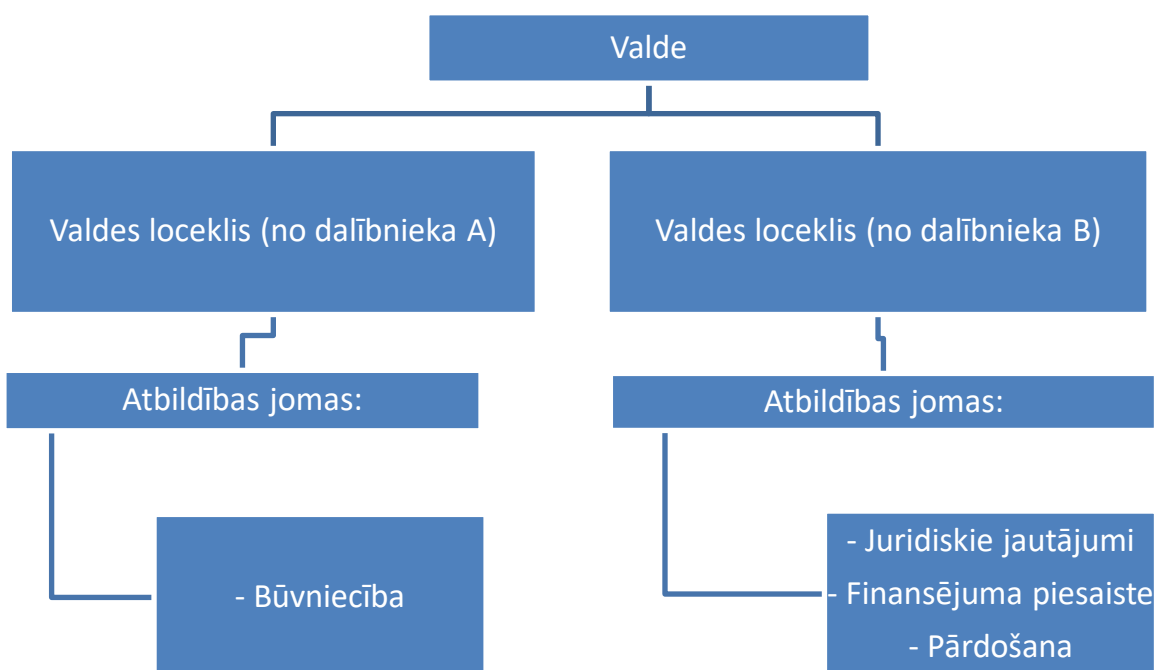 Valde
Valdes loceklis (no dalībnieka A)
Valdes loceklis (no dalībnieka B)
Atbildības jomas:
Atbildības jomas:
- Būvniecība
- Juridiskie jautājumi
- Finansējuma piesaiste
- Pārdošana